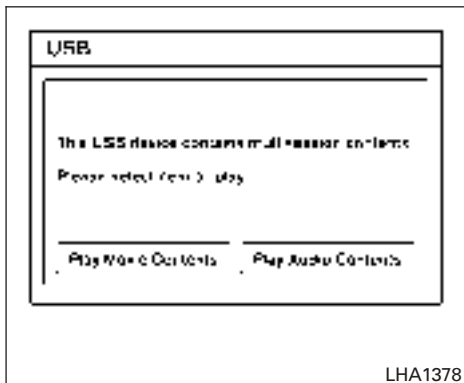 USB
This USB device contains multi session contents
Please select item to play
Play Movie Contents
Play Audio Contents
LHA1378